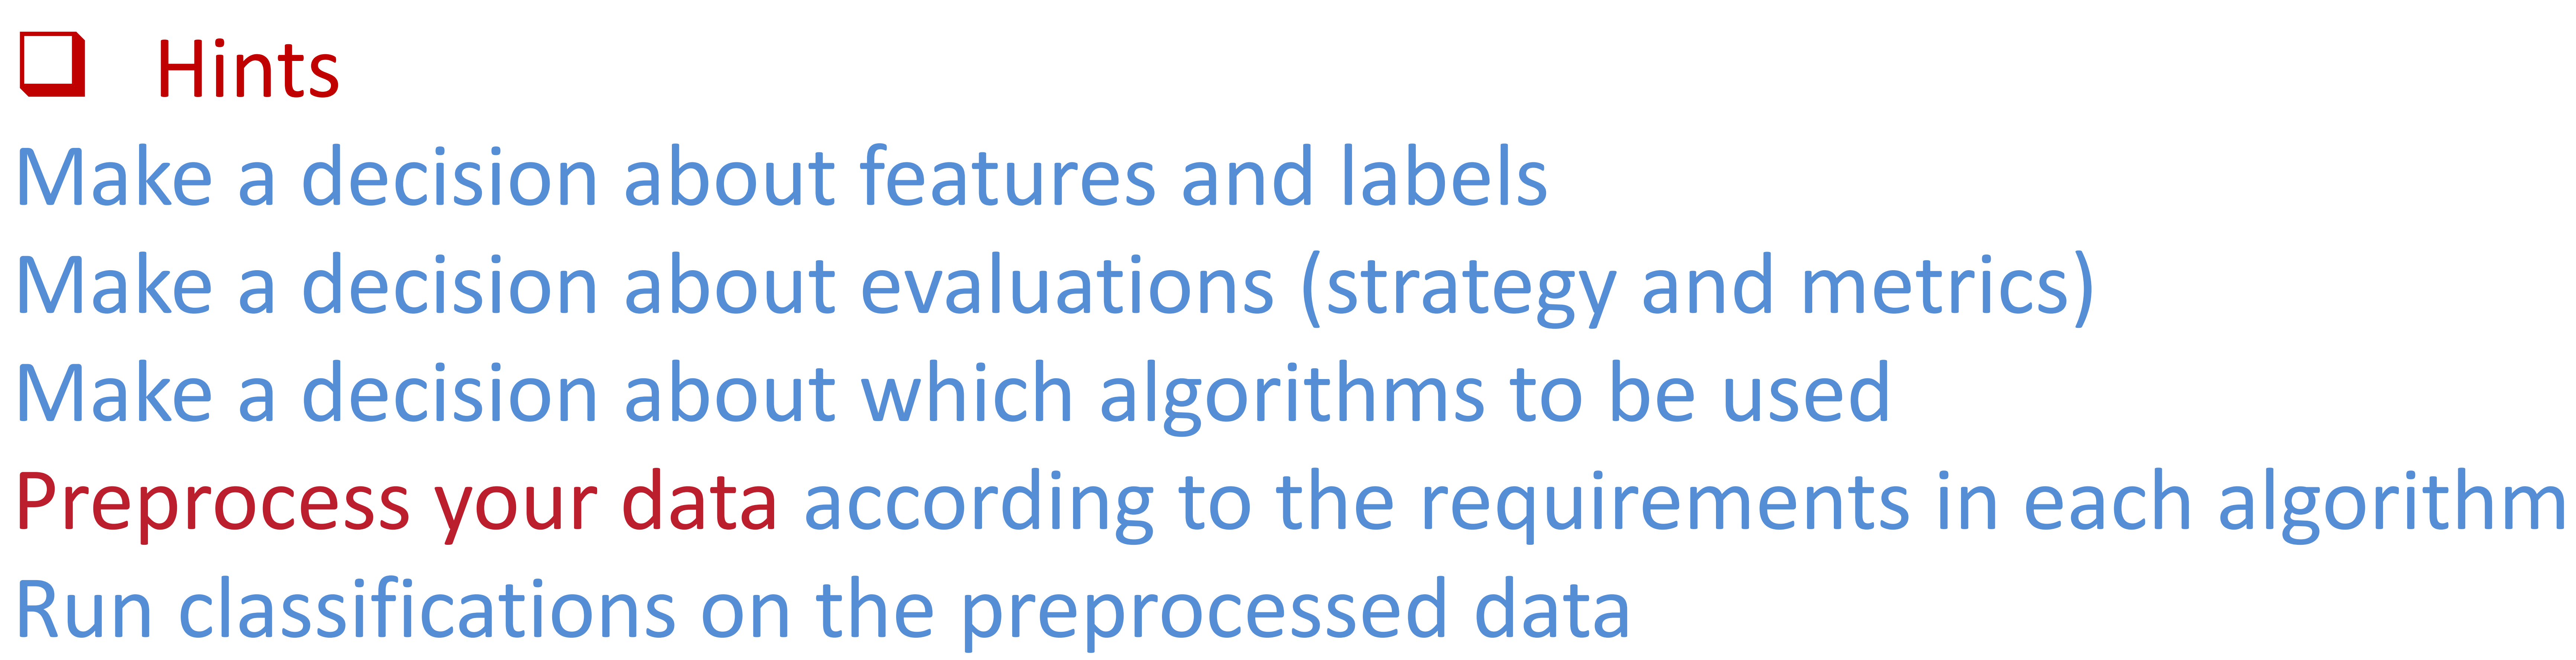 ❑ Hints
Make a decision about features and labels
Make a decision about evaluations (strategy and metrics)
Make a decision about which algorithms to be used
Preprocess your data according to the requirements in each algorithm
Run classifications on the preprocessed data